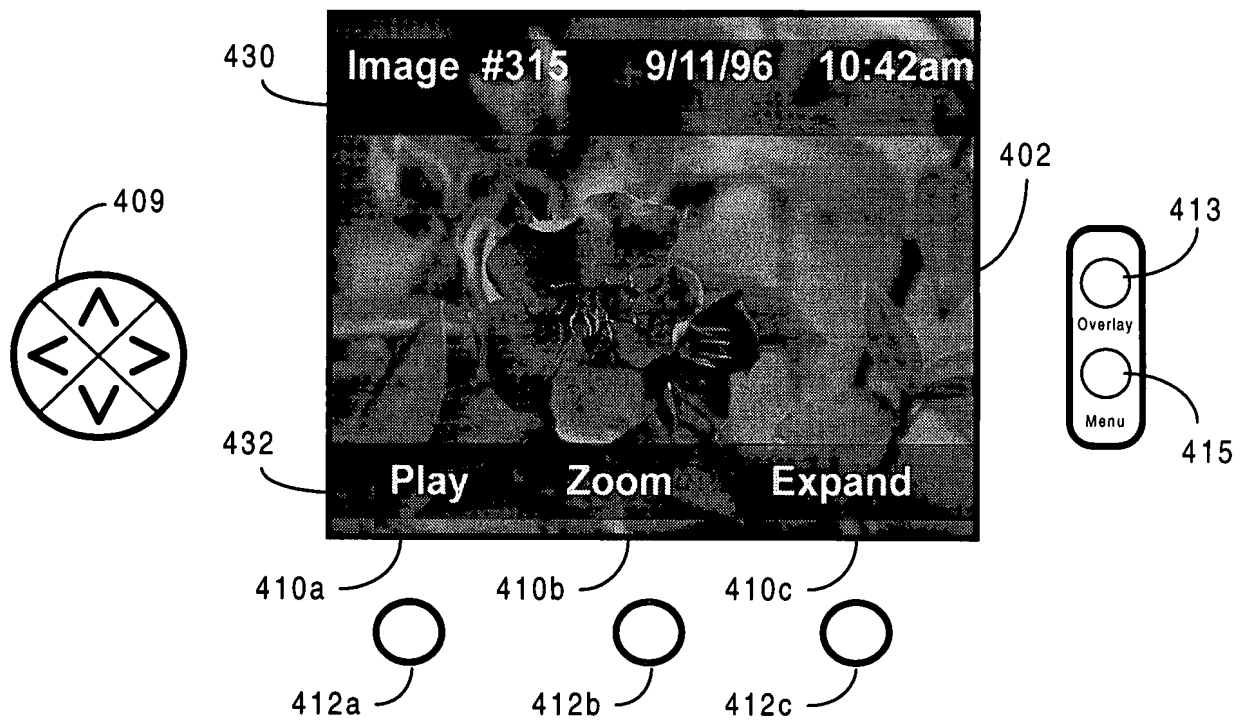 430
Image #315 9/11/96 10:42am
402
409
413
Overlay
Menu
415
432
Play Zoom Expand
410a 410b 410c
412a 412b 412c